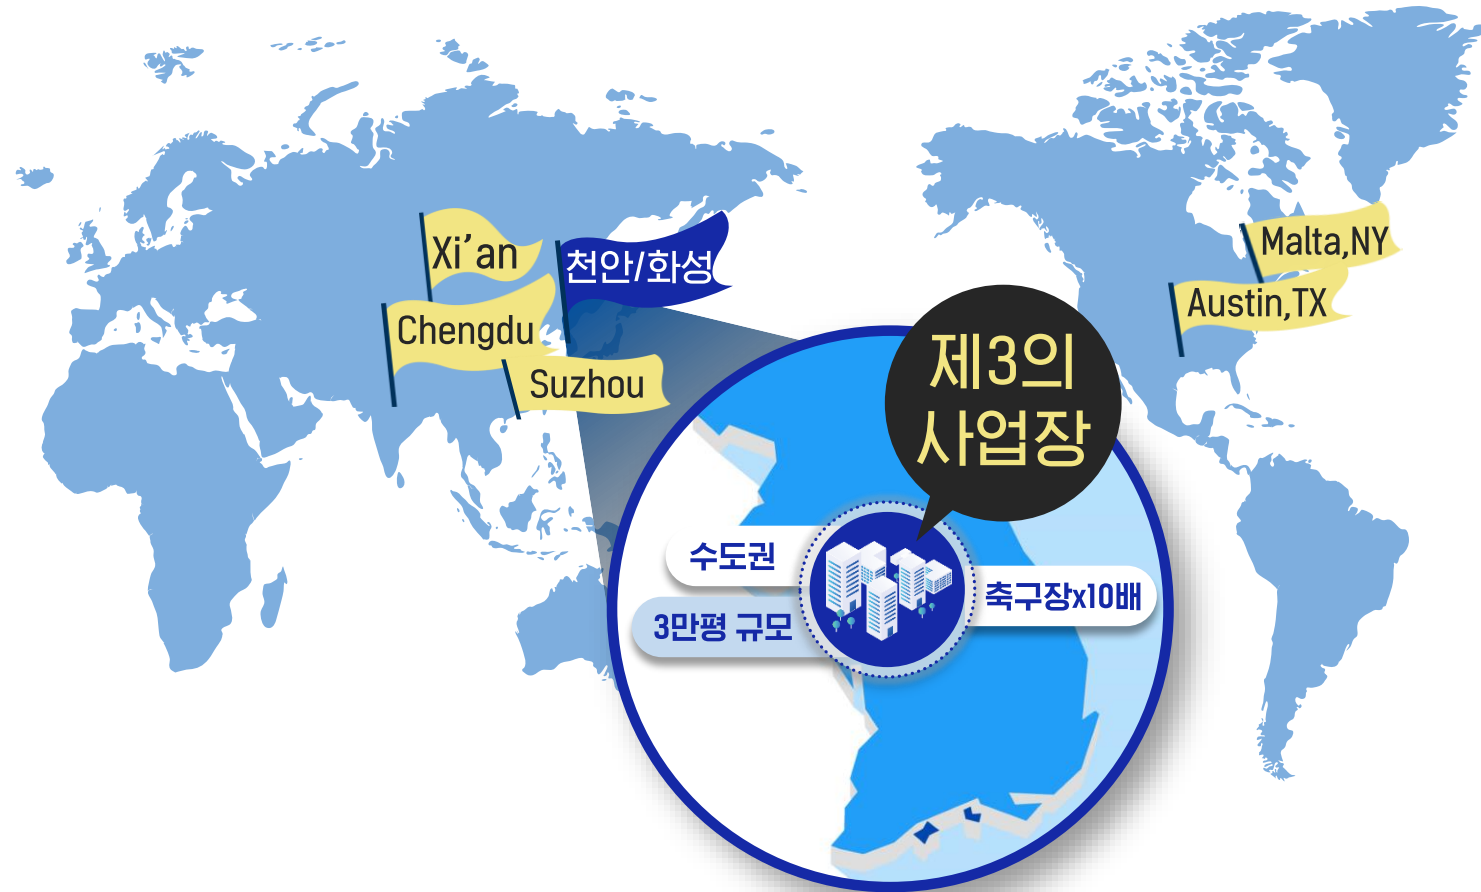 Xi’an
천안/화성
Chengdu
Suzhou
Malta,NY
Austin,TX
제3의
사업장
수도권
3만평 규모
축구장x10배